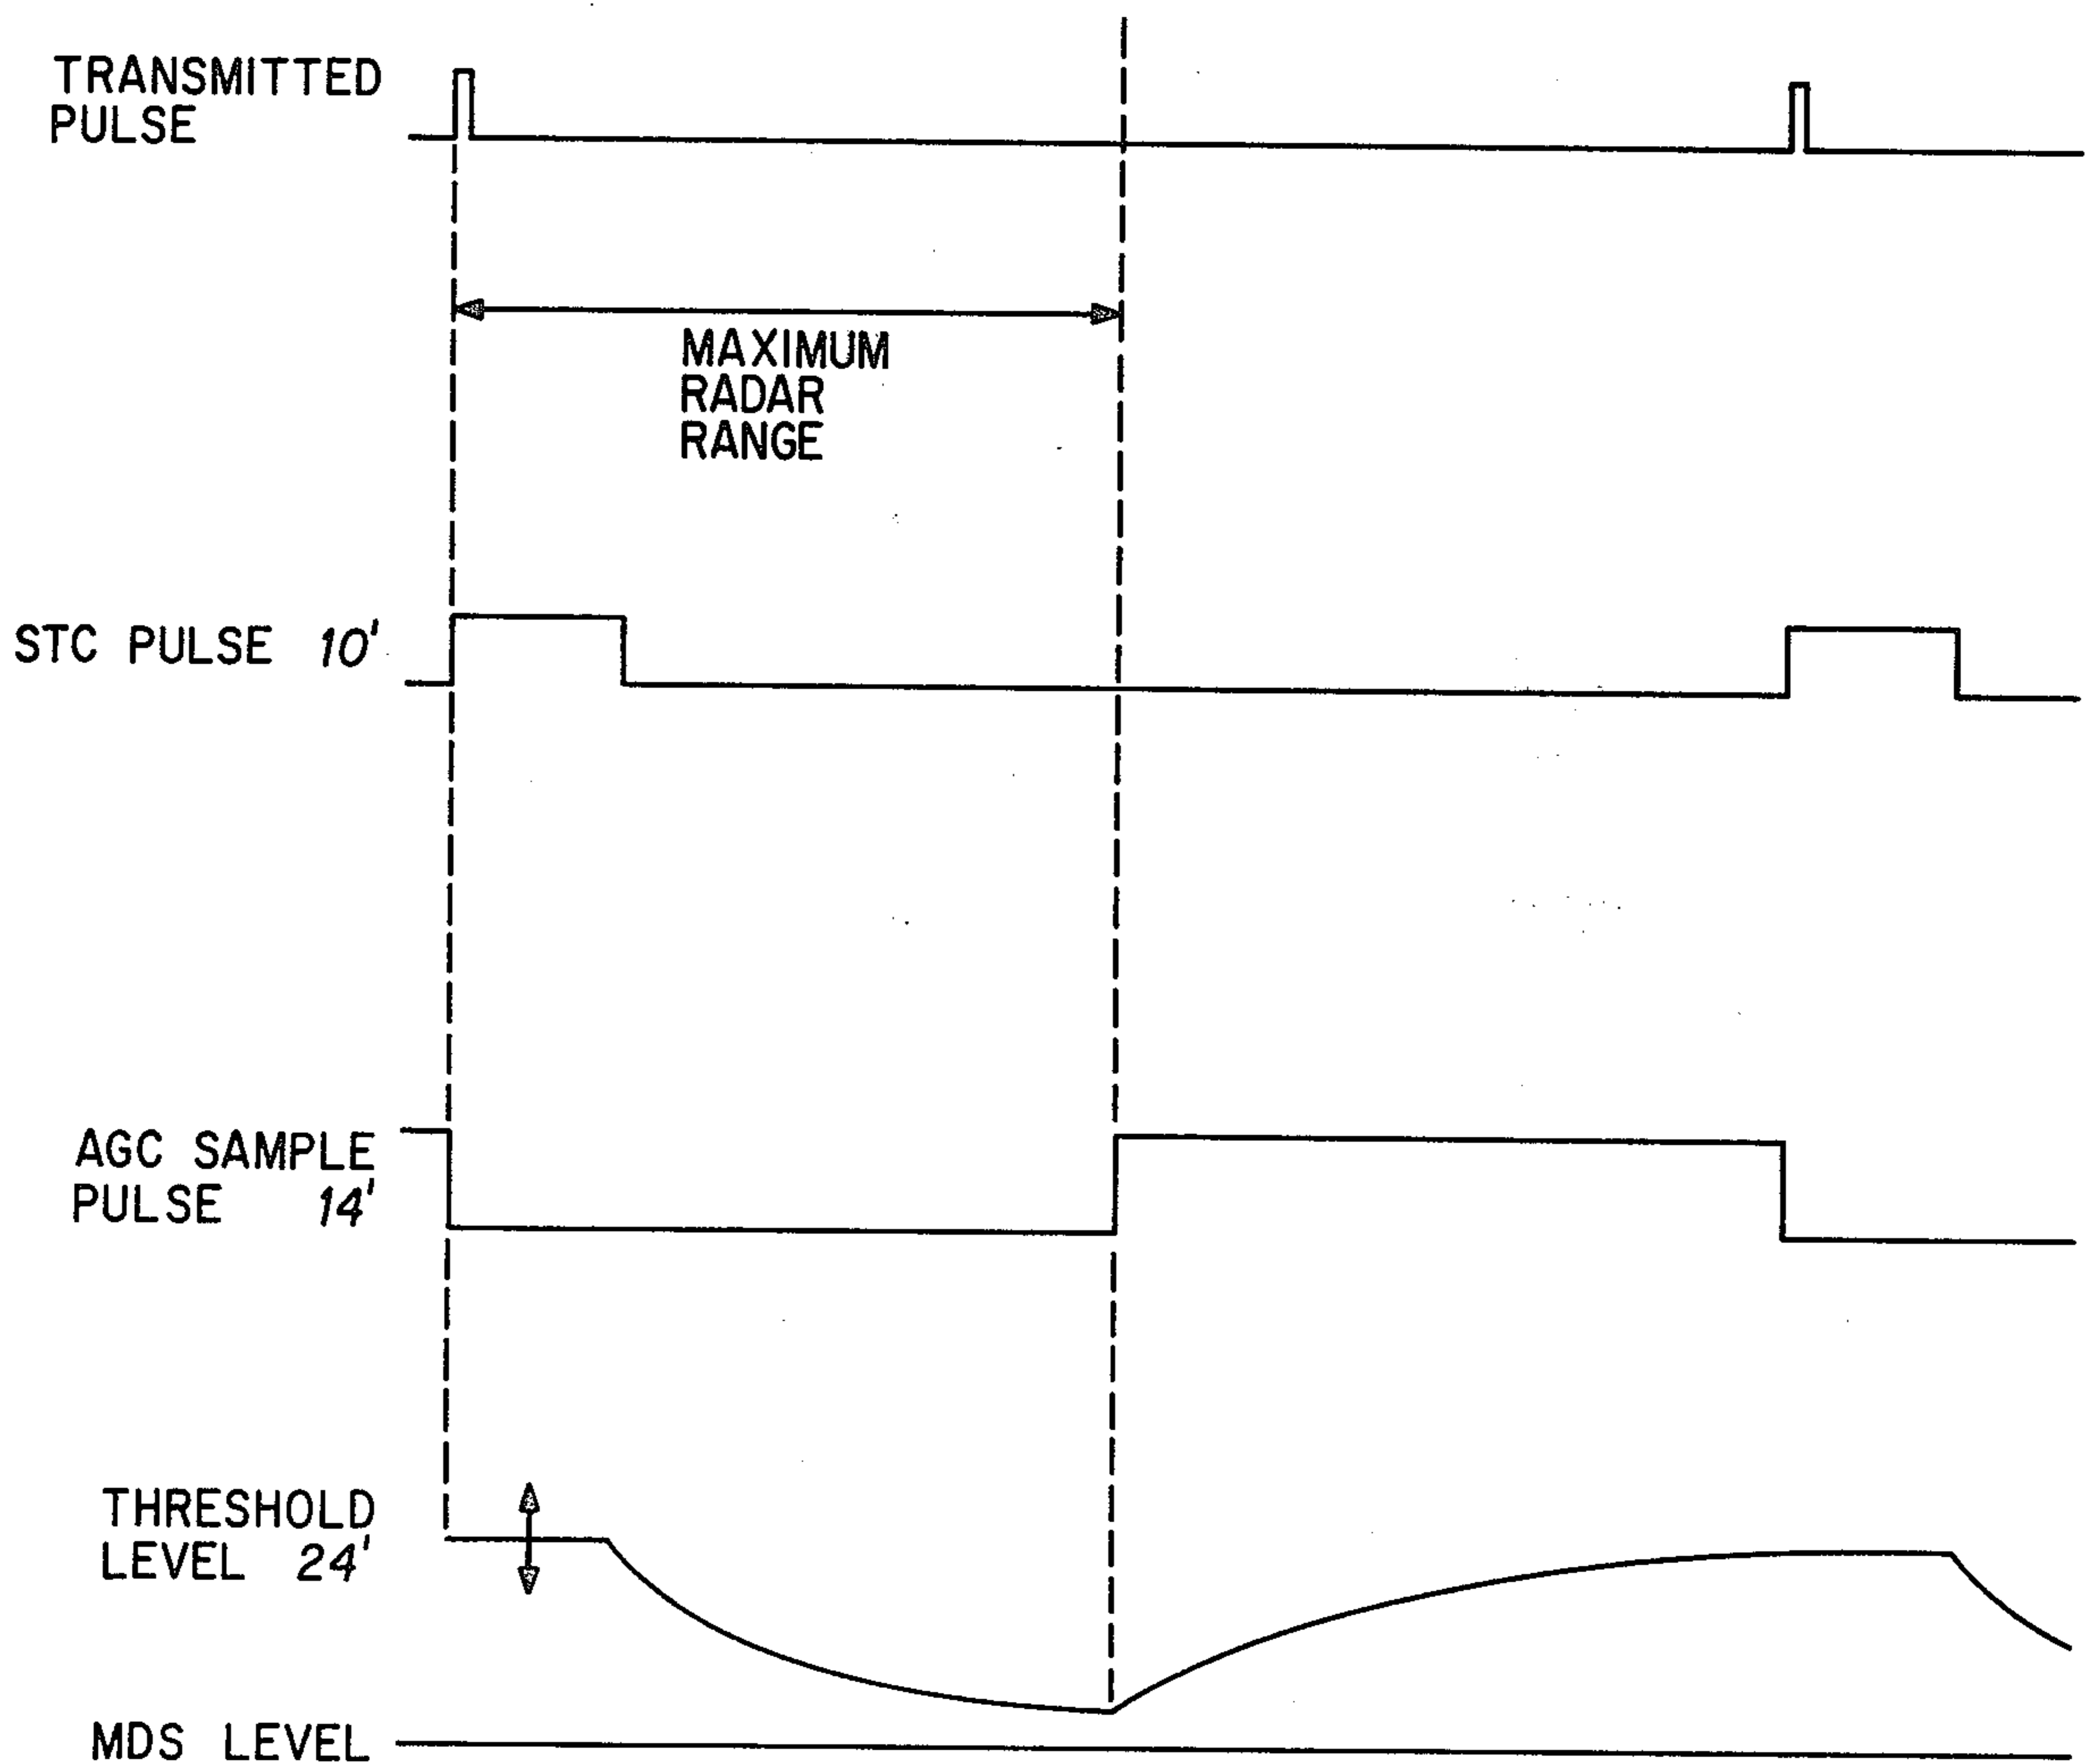 TRANSMITTED
PULSE
MAXIMUM
RADAR
RANGE
STC PULSE 10'
AGC SAMPLE
PULSE 14'
THRESHOLD
LEVEL 24'
MDS LEVEL